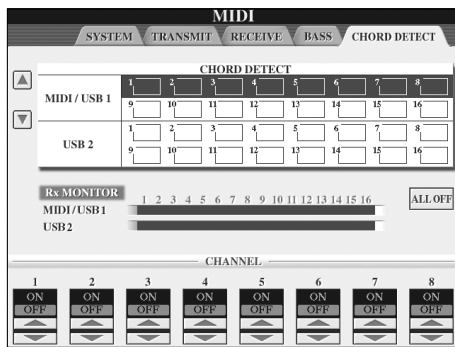 MIDI
SYSTEM TRANSMIT RECEIVE BASS CHORD DETECT
CHORD DETECT
MIDI / USB 1
1 2 3 4 5 6 7 8
9 10 11 12 13 14 15 16
USB 2
1 2 3 4 5 6 7 8
9 10 11 12 13 14 15 16
Rx MONITOR
1 2 3 4 5 6 7 8 9 10 11 12 13 14 15 16
ALL OFF
MIDI/USB1
USB2
CHANNEL
1 2 3 4 5 6 7 8
ON ON ON ON ON ON ON ON
OFF OFF OFF OFF OFF OFF OFF OFF